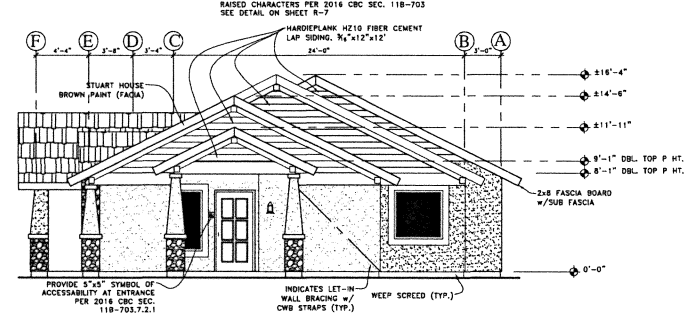 RAISED CHARACTERS PER 2016 CBC SEC. 11B-703
SEE DETAIL ON SHEET R-7
HARDIEPLANK HZ10 FIBER CEMENT
LAP SIDING, 5/16"x12"x12'
F E D C B A
4'-4" 3'-8" 3'-4" 24'-0" 3'-0"
±16'-4"
STUART HOUSE
BROWN PAINT (FACIA)
±14'-6"
±11'-11"
9'-1" DBL. TOP P HT.
8'-1" DBL. TOP P HT.
2x8 FASCIA BOARD
w/SUB FASCIA
0'-0"
PROVIDE 5"x5" SYMBOL OF
ACCESSABILITY AT ENTRANCE
PER 2016 CBC SEC.
11B-703.7.2.1
INDICATES LET-IN
WALL BRACING w/
CWB STRAPS (TYP.)
WEEP SCREED (TYP.)